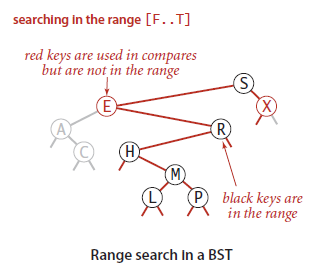 searching in the range [F..T]
red keys are used in compares
but are not in the range
S
E
X
A
R
C
H
M
L
P
black keys are
in the range
Range search in a BST